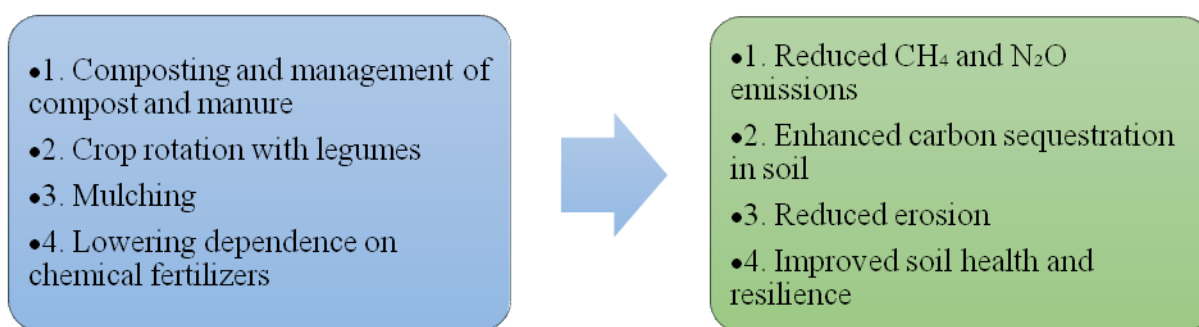 •1. Composting and management of
compost and manure
•2. Crop rotation with legumes
•3. Mulching
•4. Lowering dependence on
chemical fertilizers
•1. Reduced CH₄ and N₂O
emissions
•2. Enhanced carbon sequestration
in soil
•3. Reduced erosion
•4. Improved soil health and
resilience